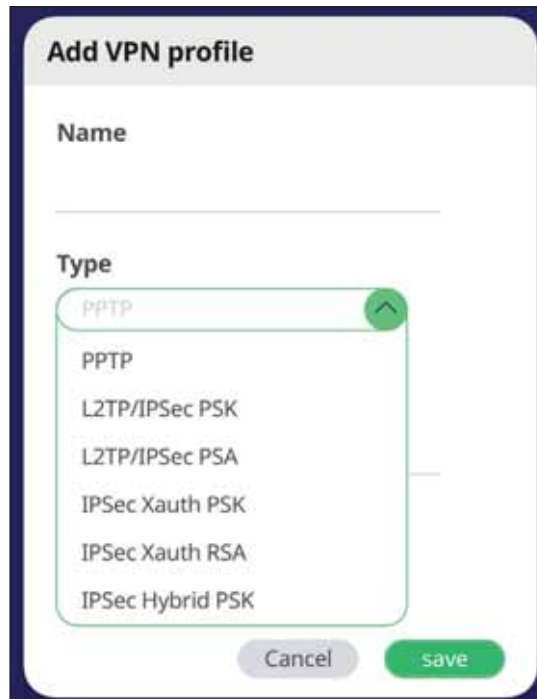 Add VPN profile
Name
Type
PPTP
PPTP
L2TP/IPSec PSK
L2TP/IPSec PSA
IPSec Xauth PSK
IPSec Xauth RSA
IPSec Hybrid PSK
Cancel save